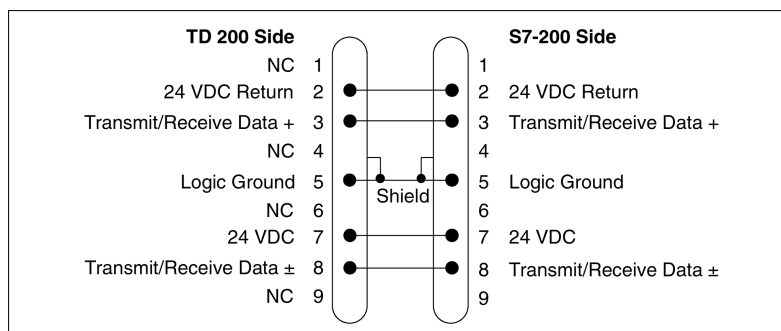 TD 200 Side S7-200 Side
NC 1 1
24 VDC Return 2 2 24 VDC Return
Transmit/Receive Data + 3 3 Transmit/Receive Data +
NC 4 4
Logic Ground 5 5 Logic Ground
Shield
NC 6 6
24 VDC 7 7 24 VDC
Transmit/Receive Data ± 8 8 Transmit/Receive Data ±
NC 9 9